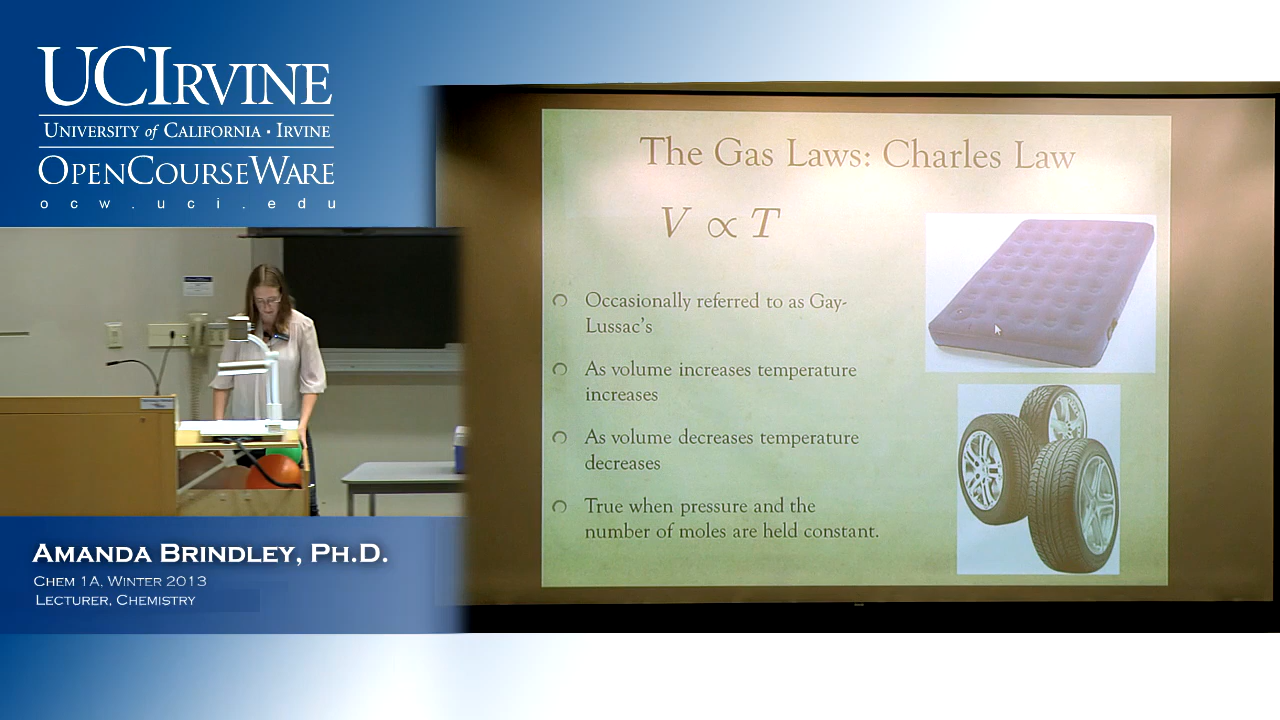 UCIRVINE
UNIVERSITY of CALIFORNIA · IRVINE
OPENCOURSEWARE
ocw.uci.edu
The Gas Laws: Charles Law
V ∝ T
Occasionally referred to as Gay-
Lussac's
As volume increases temperature
increases
As volume decreases temperature
decreases
True when pressure and the
number of moles are held constant.
AMANDA BRINDLEY, PH.D.
CHEM 1A, WINTER 2013
LECTURER, CHEMISTRY